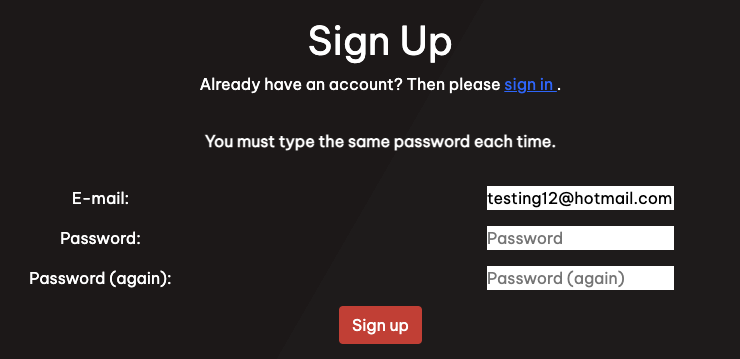 Sign Up
Already have an account? Then please sign in .
You must type the same password each time.
E-mail: testing12@hotmail.com
Password: Password
Password (again): Password (again)
Sign up